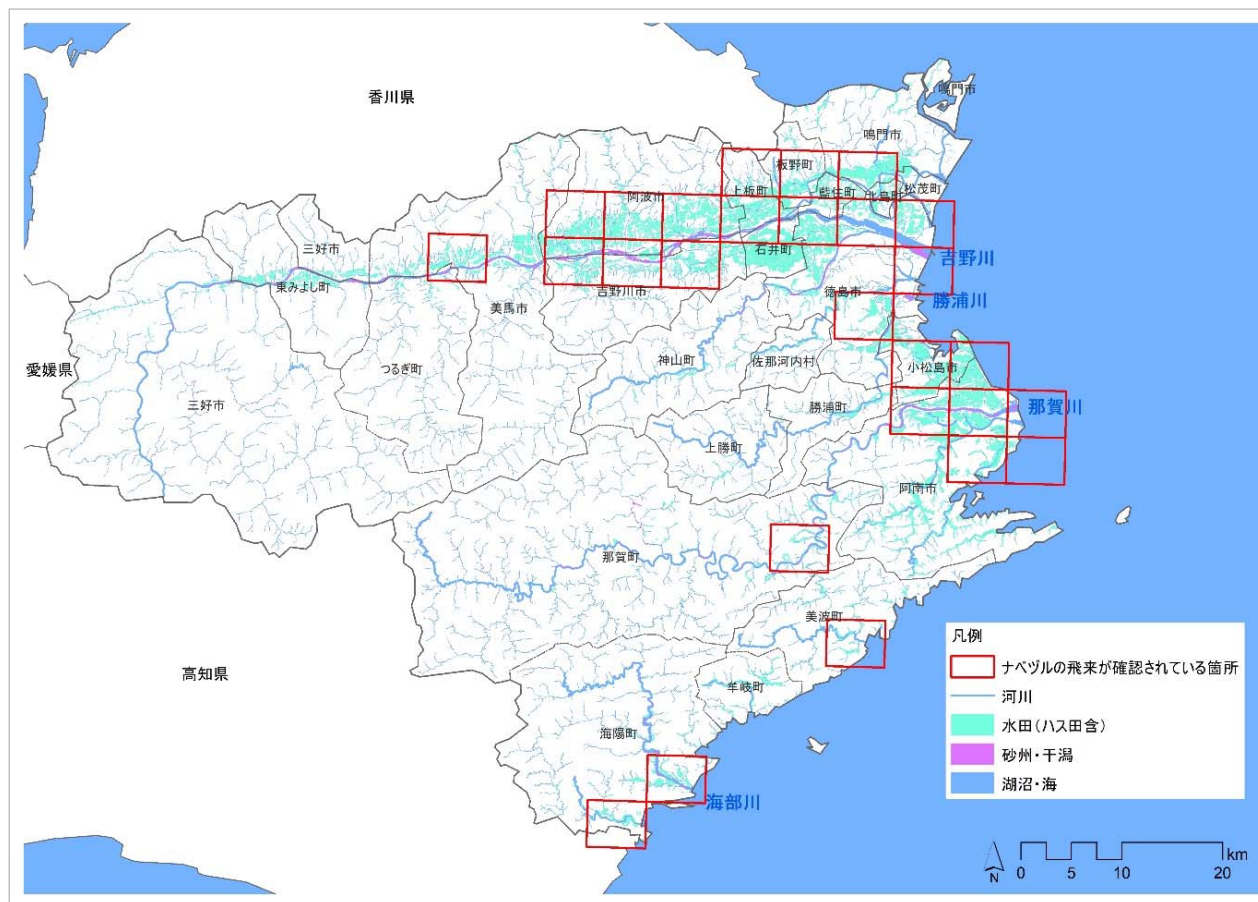 鳴門市
香川県
鳴門市
板野町
上板町
藍住町
北島町
松茂町
阿波市
三好市
石井町
吉野川
東みよし町
吉野川市
徳島市
勝浦川
美馬市
神山町
佐那河内村
小松島市
愛媛県
つるぎ町
三好市
勝浦町
那賀川
上勝町
阿南市
那賀町
美波町
凡例
ナベヅルの飛来が確認されている箇所
高知県
牟岐町
河川
水田(ハス田含)
海陽町
砂州・干潟
湖沼・海
海部川
N
km
0 5 10 20